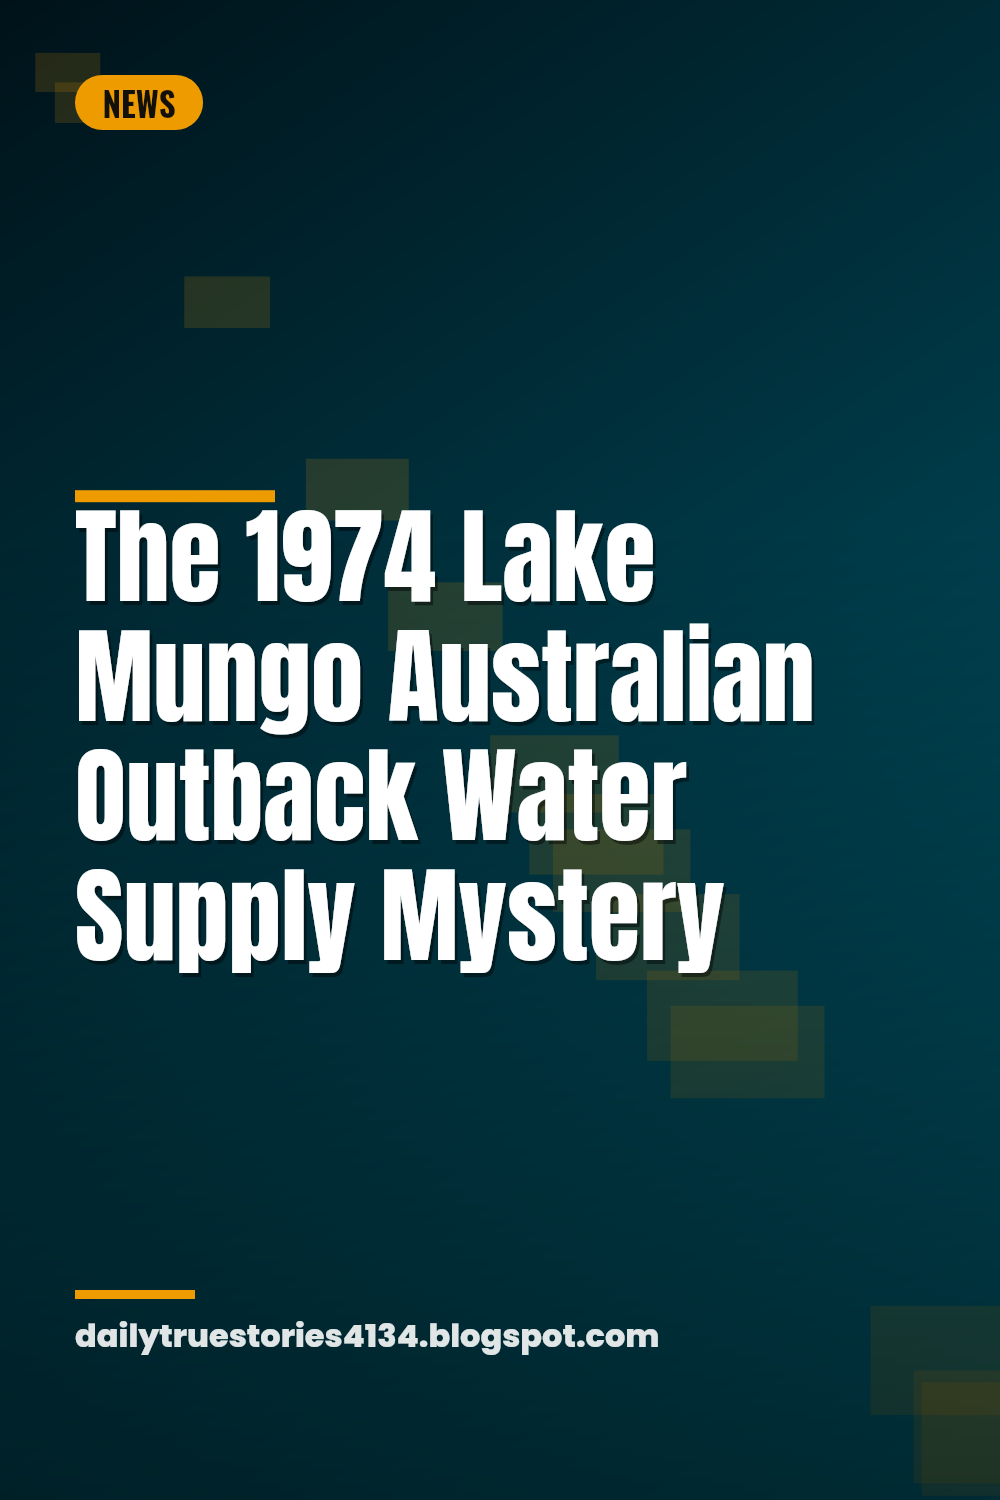 NEWS
The 1974 Lake
Mungo Australian
Outback Water
Supply Mystery
dailytruestories4134.blogspot.com